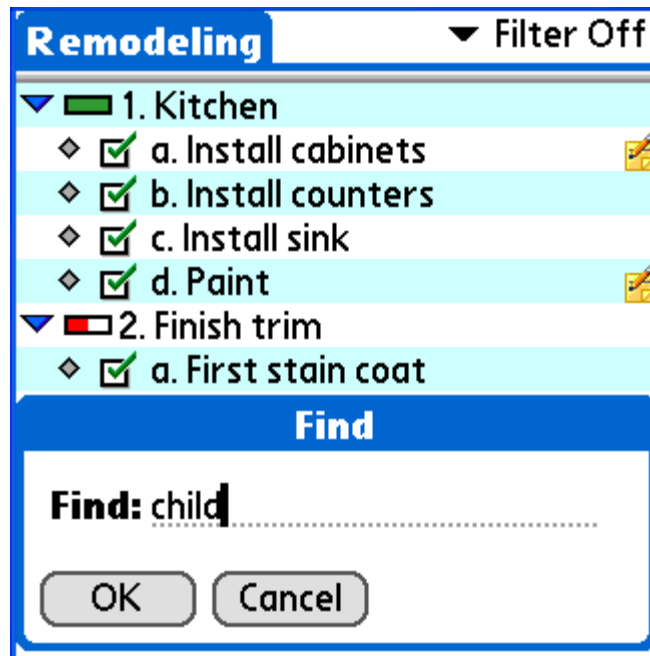 Remodeling Filter Off
1. Kitchen
a. Install cabinets
b. Install counters
c. Install sink
d. Paint
2. Finish trim
a. First stain coat
Find
Find: child
OK Cancel